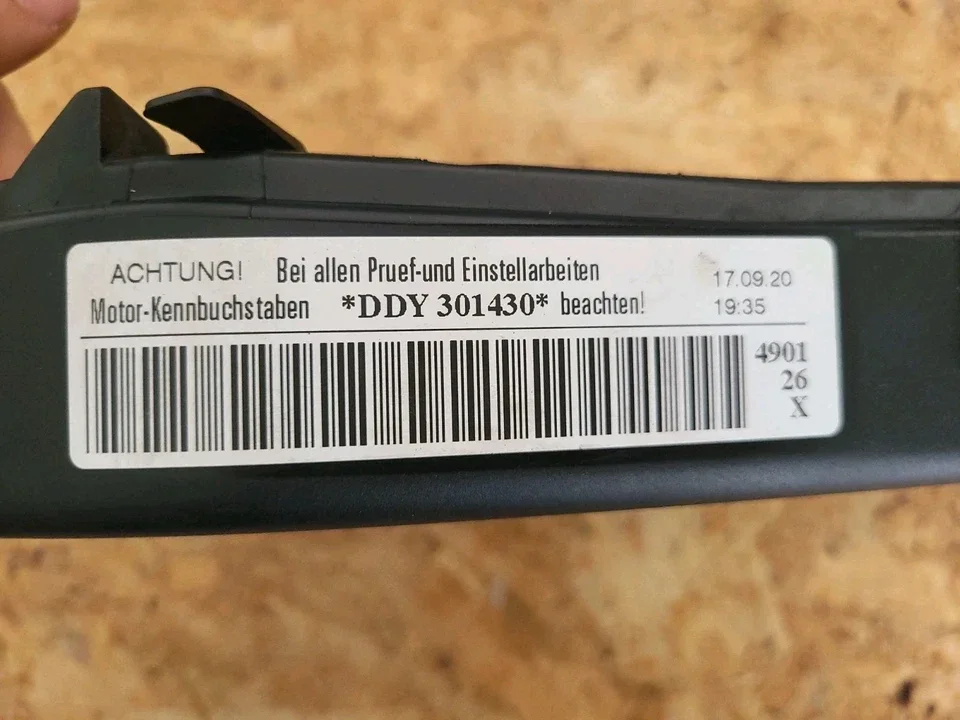 ACHTUNG! Bei allen Pruef-und Einstellarbeiten 17.09.20
Motor-Kennbuchstaben *DDY 301430* beachten! 19:35
4901
26
X